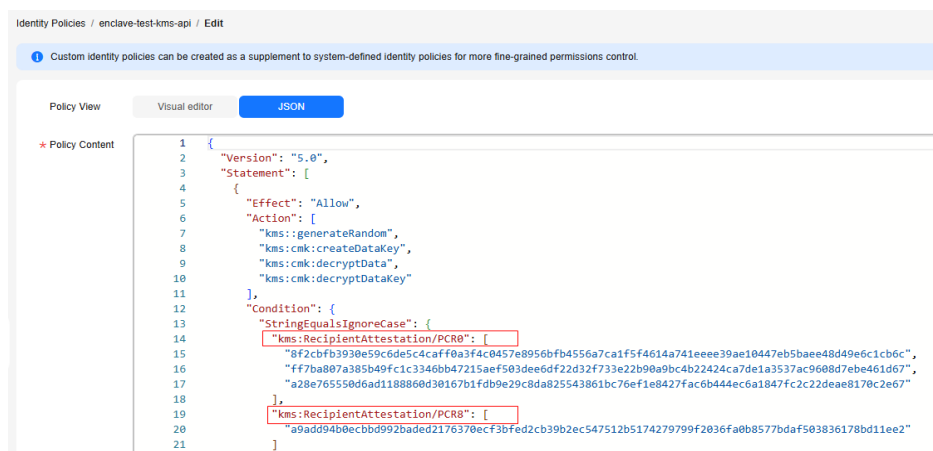 Identity Policies / enclave-test-kms-api / Edit
Custom identity policies can be created as a supplement to system-defined identity policies for more fine-grained permissions control.
Policy View Visual editor JSON
* Policy Content
1 {
2 "Version": "5.0",
3 "Statement": [
4 {
5 "Effect": "Allow",
6 "Action": [
7 "kms::generateRandom",
8 "kms:cmk:createDataKey",
9 "kms:cmk:decryptData",
10 "kms:cmk:decryptDataKey"
11 ],
12 "Condition": {
13 "StringEqualsIgnoreCase": {
14 "kms:RecipientAttestation/PCR0": [
15 "8f2cbfb3930e59c6de5c4caff0a3f4c0457e8956bfb4556a7ca1f5f4614a741eeee39ae10447eb5baee48d49e6c1cb6c",
16 "ff7ba807a385b49fc1c3346bb47215aef503dee6df22d32f733e22b90a9bc4b22424ca7de1a3537ac9608d7ebe461d67",
17 "a28e765550d6ad1188860d30167b1fdb9e29c8da825543861bc76ef1e8427fac6b444ec6a1847fc2c22deae8170c2e67"
18 ],
19 "kms:RecipientAttestation/PCR8": [
20 "a9add94b0ecbbd992baded2176370ecf3bfed2cb39b2ec547512b5174279799f2036fa0b8577bdaf503836178bd11ee2"
21 ]